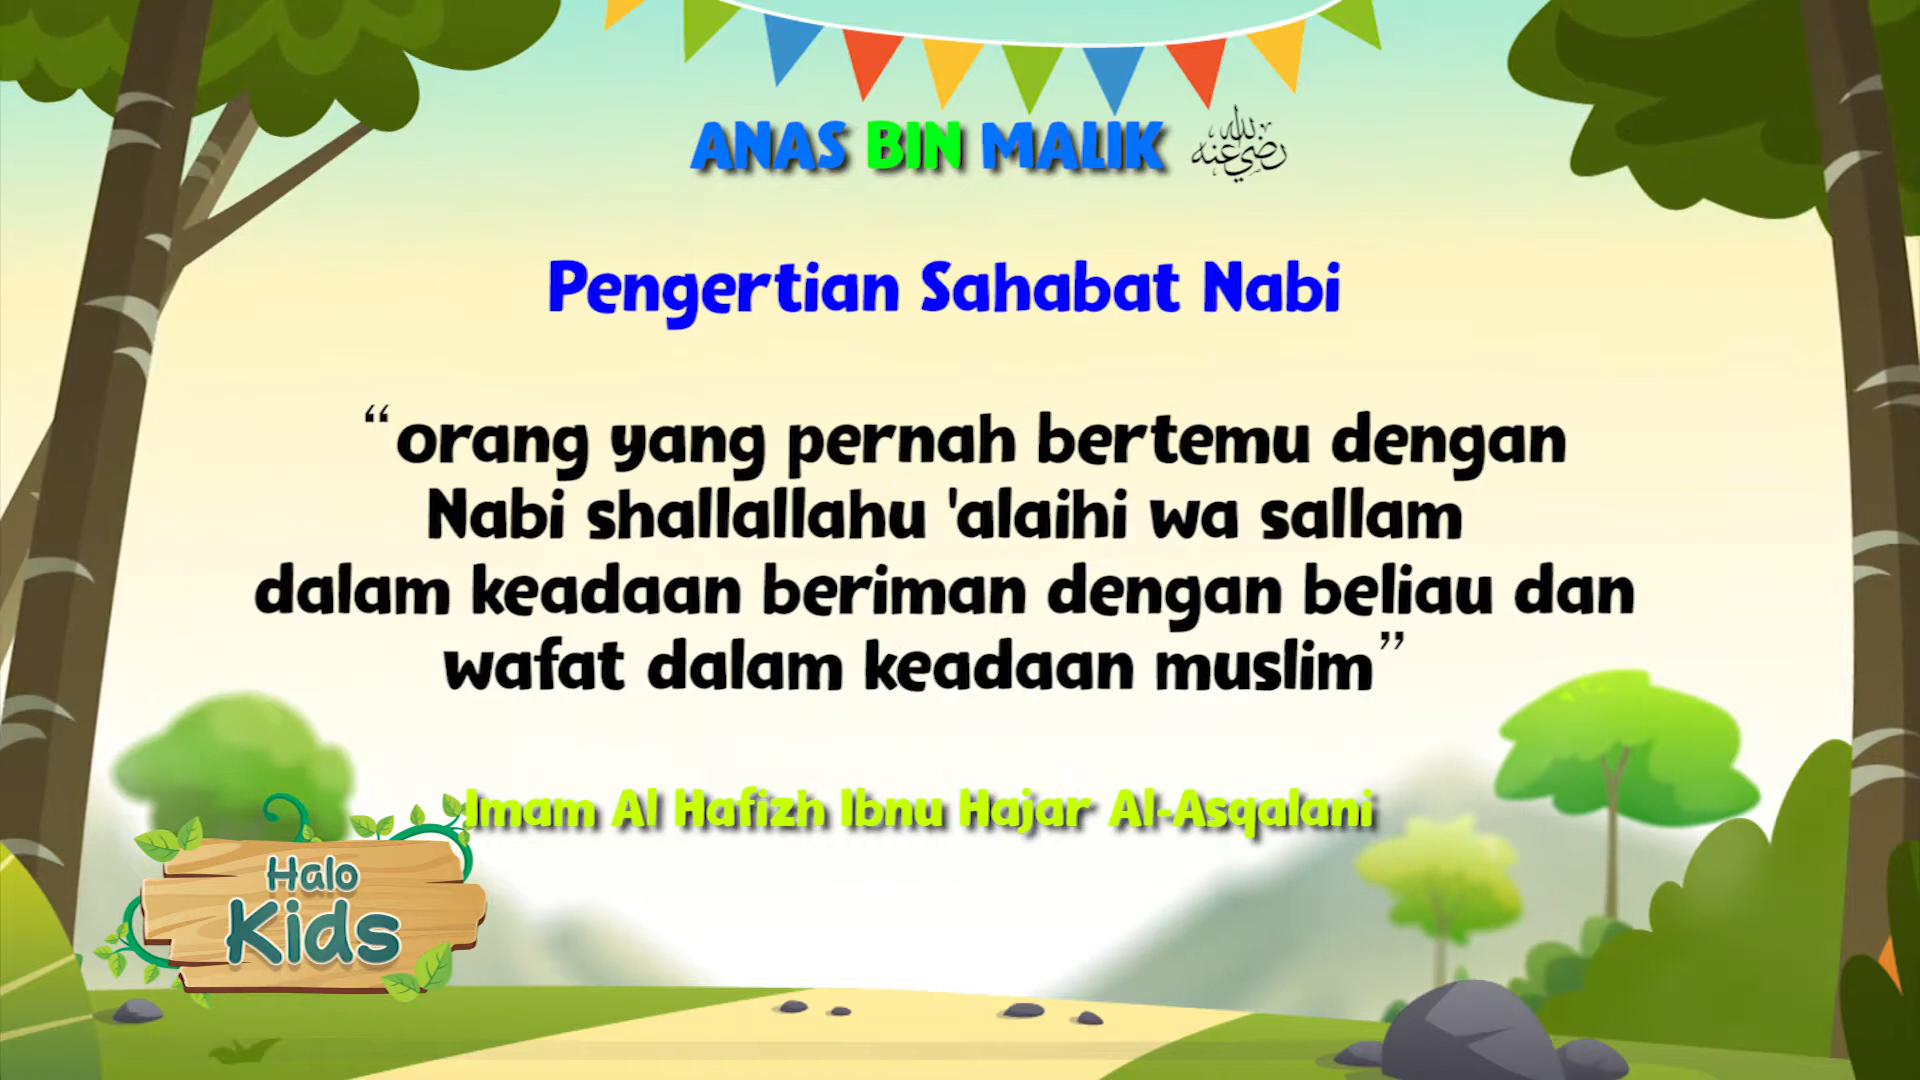 ANAS BIN MALIK رضي الله عنه
Pengertian Sahabat Nabi
“orang yang pernah bertemu dengan
Nabi shallallahu 'alaihi wa sallam
dalam keadaan beriman dengan beliau dan
wafat dalam keadaan muslim”
Imam Al Hafizh Ibnu Hajar Al-Asqalani
Halo
Kids